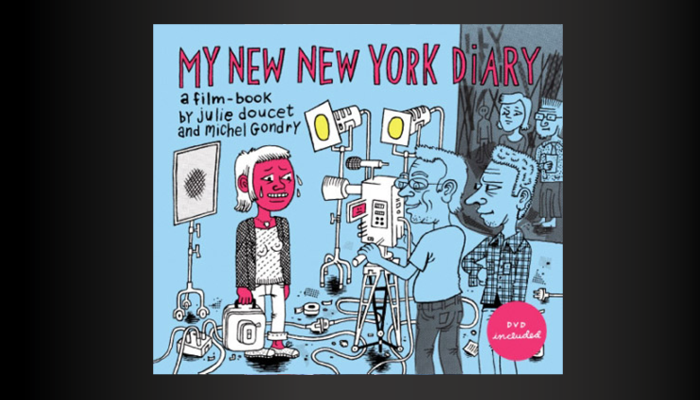 MY NEW NEW YORK DiARY
a film-book
by julie doucet
and Michel Gondry
DVD
included